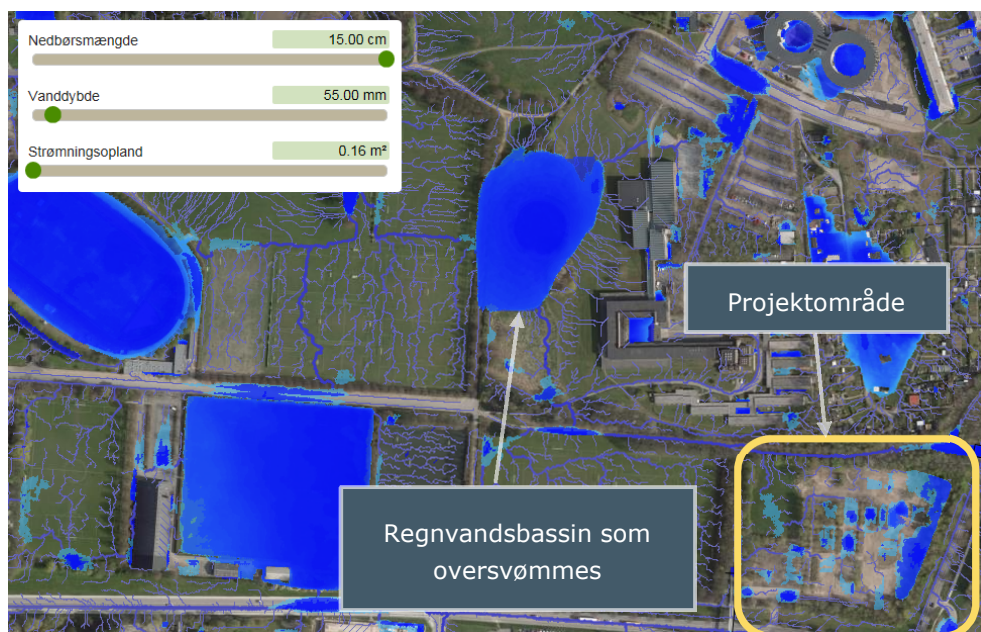 Nedbørsmængde 15.00 cm
Vanddybde 55.00 mm
Strømningsopland 0.16 m²
Projektområde
Regnvandsbassin som
oversvømmes